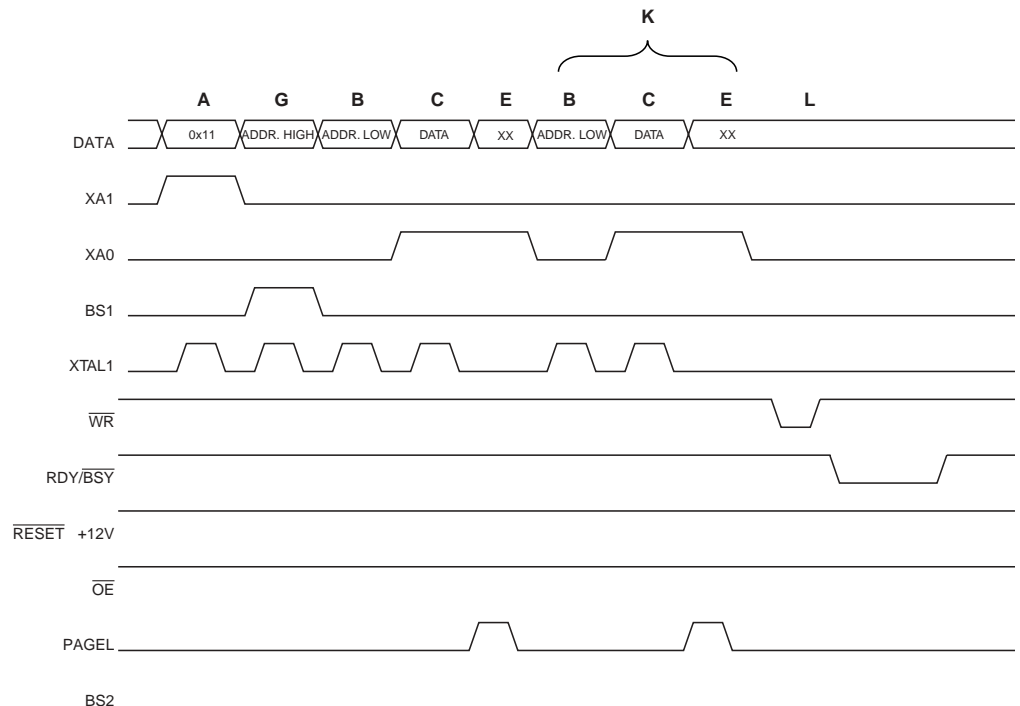 K
A G B C E B C E L
DATA 0x11 ADDR. HIGH ADDR. LOW DATA XX ADDR. LOW DATA XX
XA1
XA0
BS1
XTAL1
WR
RDY/BSY
RESET +12V
OE
PAGEL
BS2